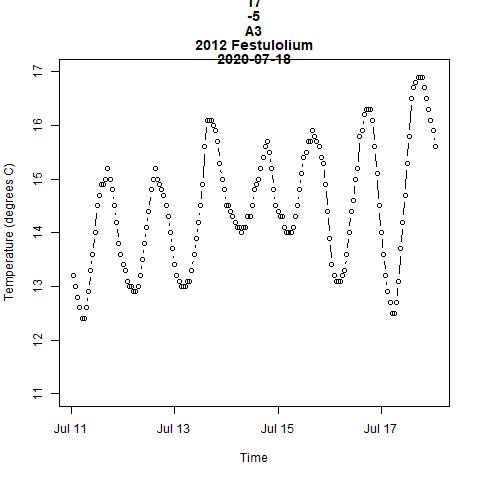 17
-5
A3
2012 Festulolium
2020-07-18
Temperature (degrees C)
17
16
15
14
13
12
11
Jul 11
Jul 13
Jul 15
Jul 17
Time